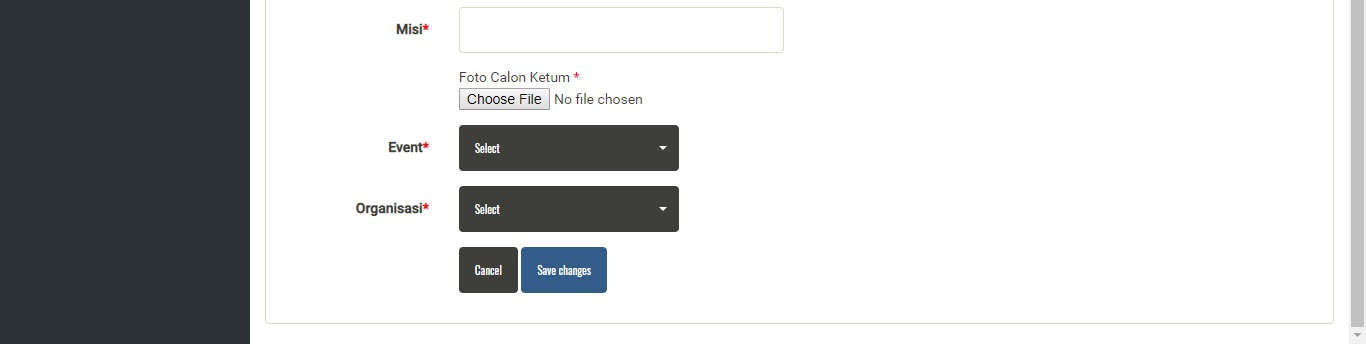 Misi*
Foto Calon Ketum *
Choose File No file chosen
Event* Select
Organisasi* Select
Cancel Save changes